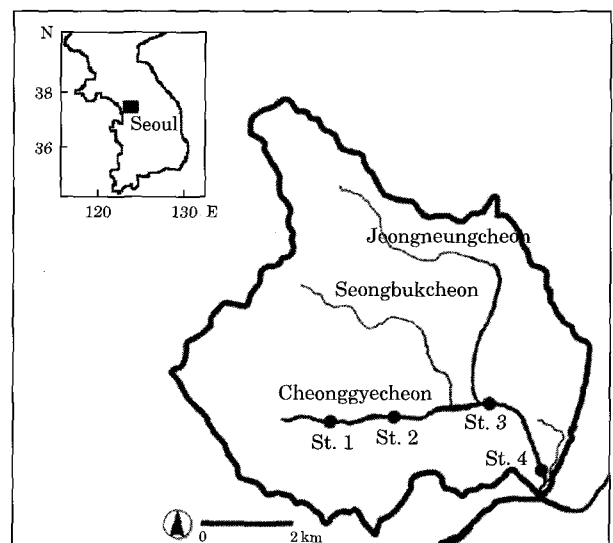 N
38
Seoul
36
120
130 E
Jeongneungcheon
Seongbukcheon
Cheonggyecheon
St. 1
St. 2
St. 3
St. 4
0
2 km